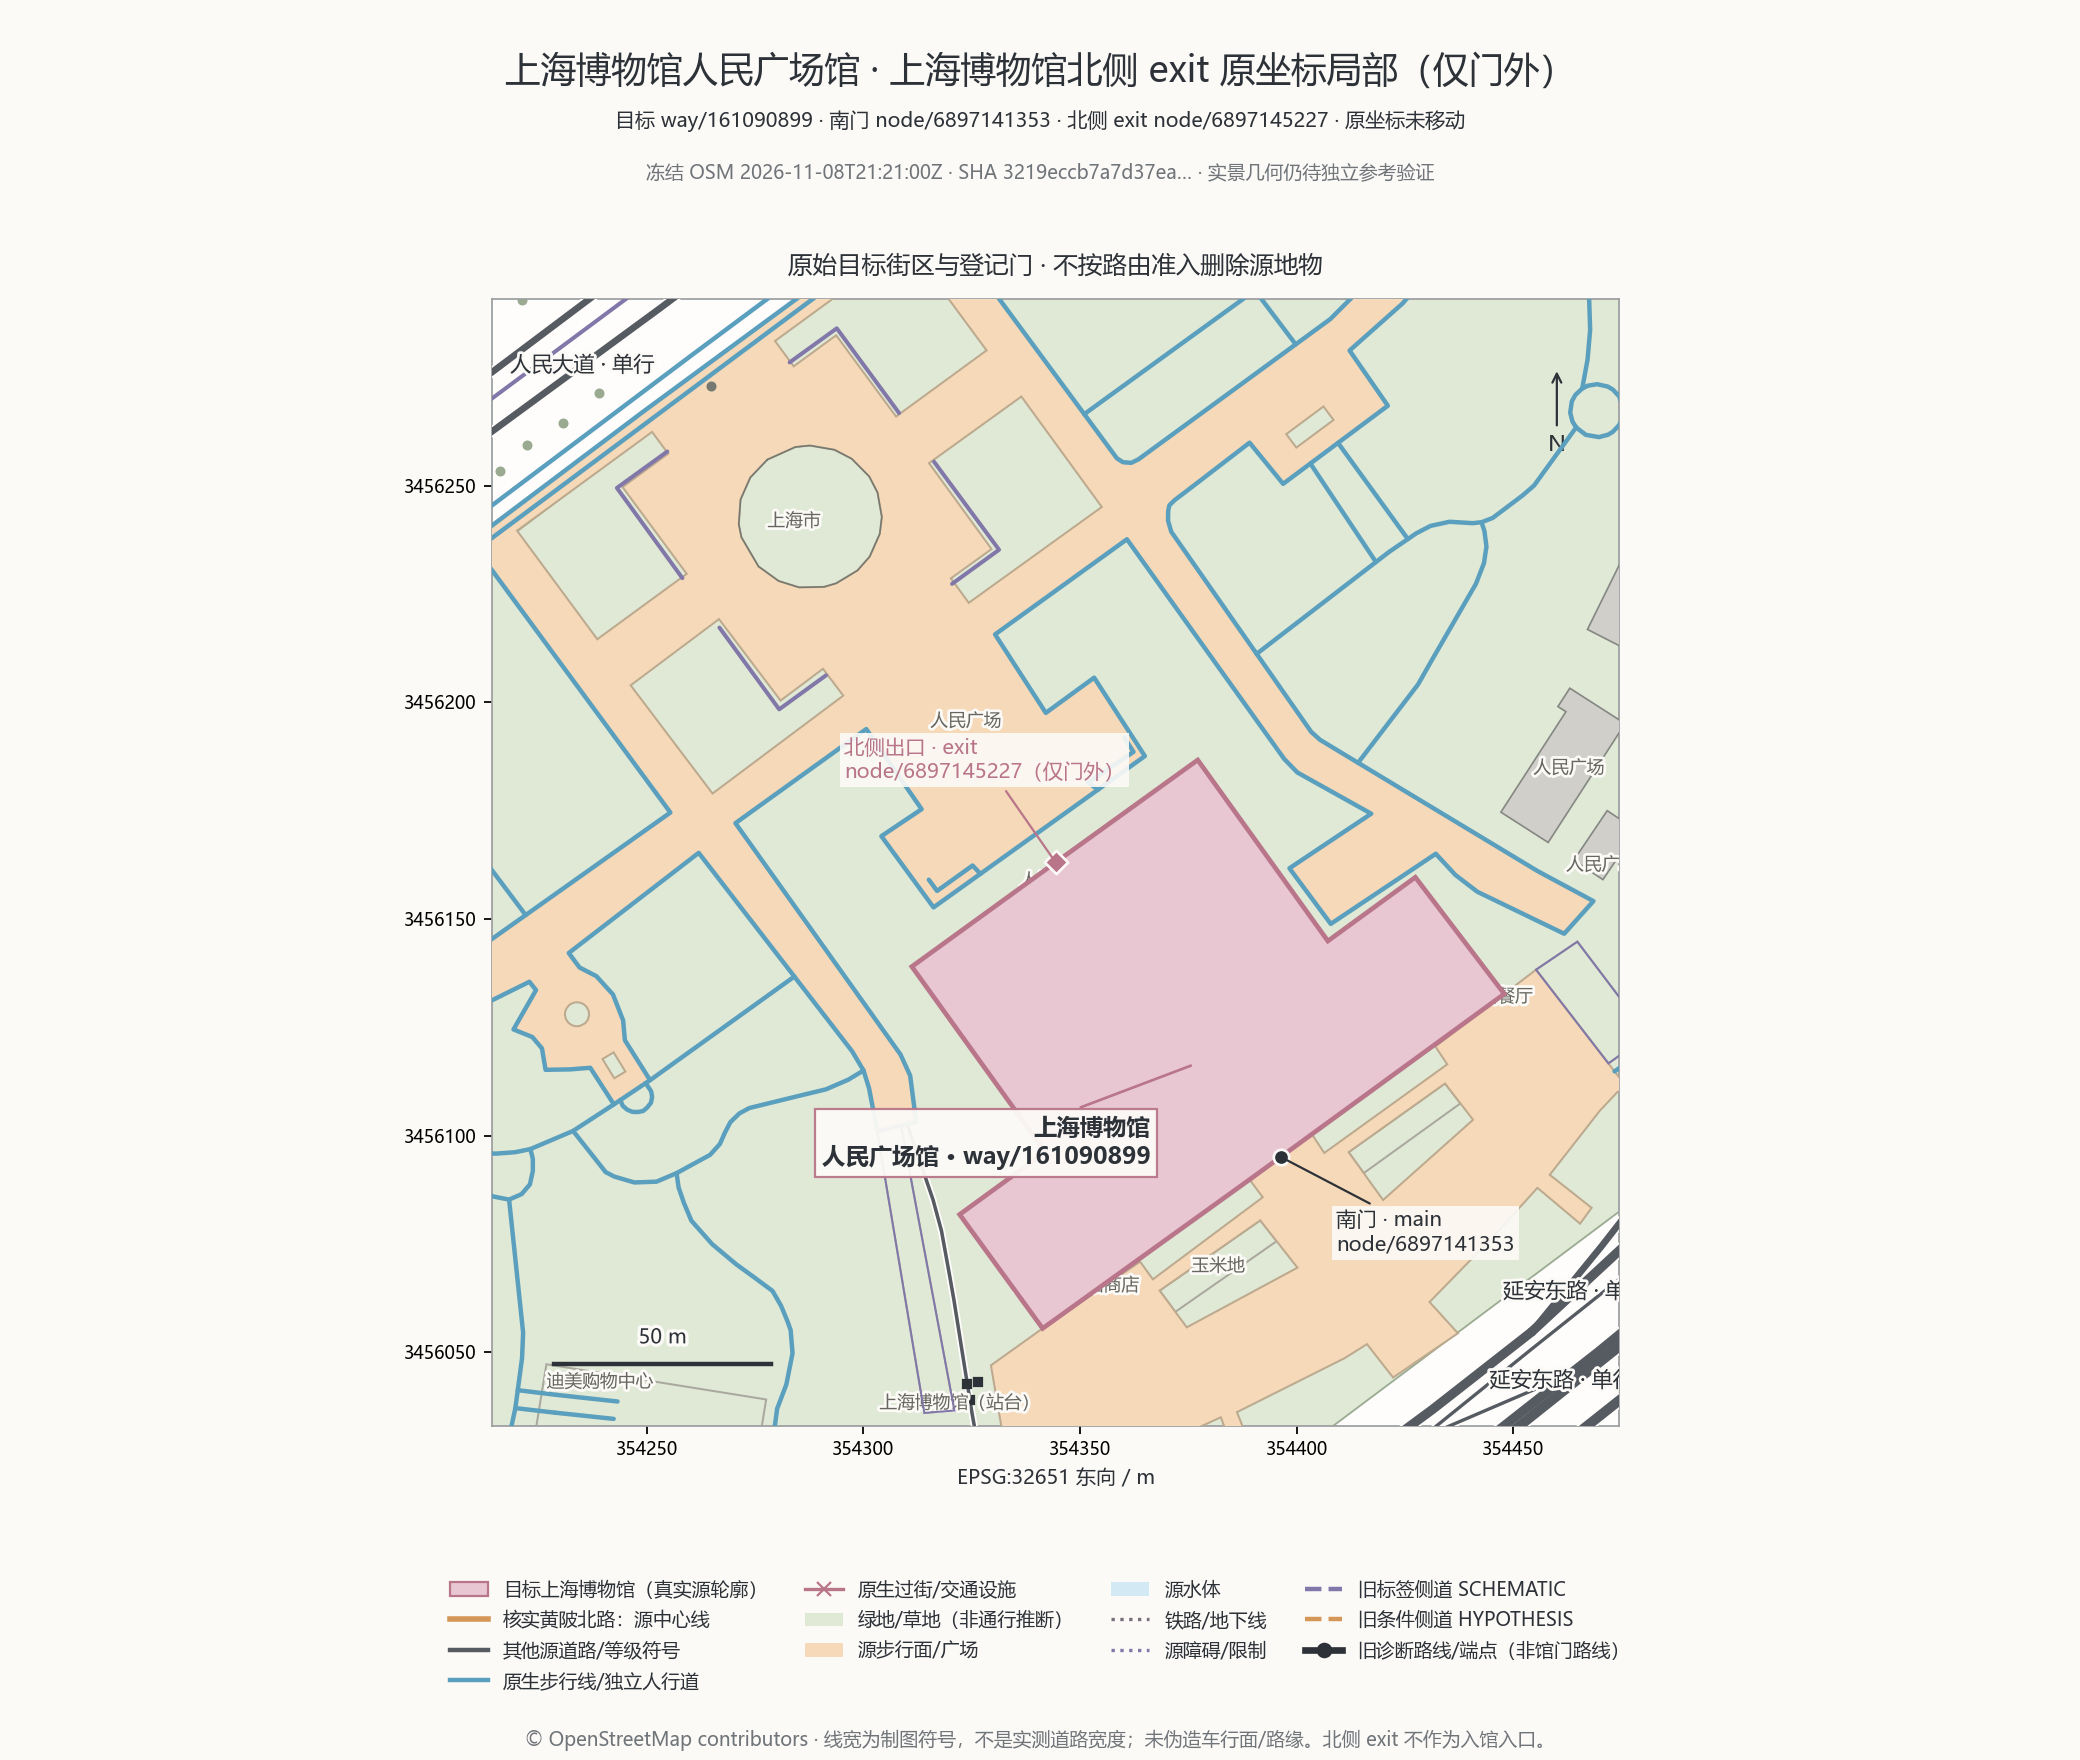 上海博物馆人民广场馆 · 上海博物馆北侧 exit 原坐标局部（仅门外）
目标 way/161090899 · 南门 node/6897141353 · 北侧 exit node/6897145227 · 原坐标未移动
冻结 OSM 2026-11-08T21:21:00Z · SHA 3219eccb7a7d37ea… · 实景几何仍待独立参考验证
原始目标街区与登记门 · 不按路由准入删除源地物
人民大道 · 单行
N
3456250
上海市
3456200
人民广场
北侧出口 · exit
node/6897145227（仅门外）
人民广场
人民广
3456150
餐厅
3456100
上海博物馆
人民广场馆 • way/161090899
南门 · main
node/6897141353
玉米地
商店
延安东路 · 单
50 m
3456050
迪美购物中心
延安东路 · 单行
上海博物馆（站台）
354250
354300
354350
354400
354450
EPSG:32651 东向 / m
目标上海博物馆（真实源轮廓）
核实黄陂北路：源中心线
其他源道路/等级符号
原生步行线/独立人行道
原生过街/交通设施
绿地/草地（非通行推断）
源步行面/广场
源水体
铁路/地下线
源障碍/限制
旧标签侧道 SCHEMATIC
旧条件侧道 HYPOTHESIS
旧诊断路线/端点（非馆门路线）
© OpenStreetMap contributors · 线宽为制图符号，不是实测道路宽度；未伪造车行面/路缘。北侧 exit 不作为入馆入口。